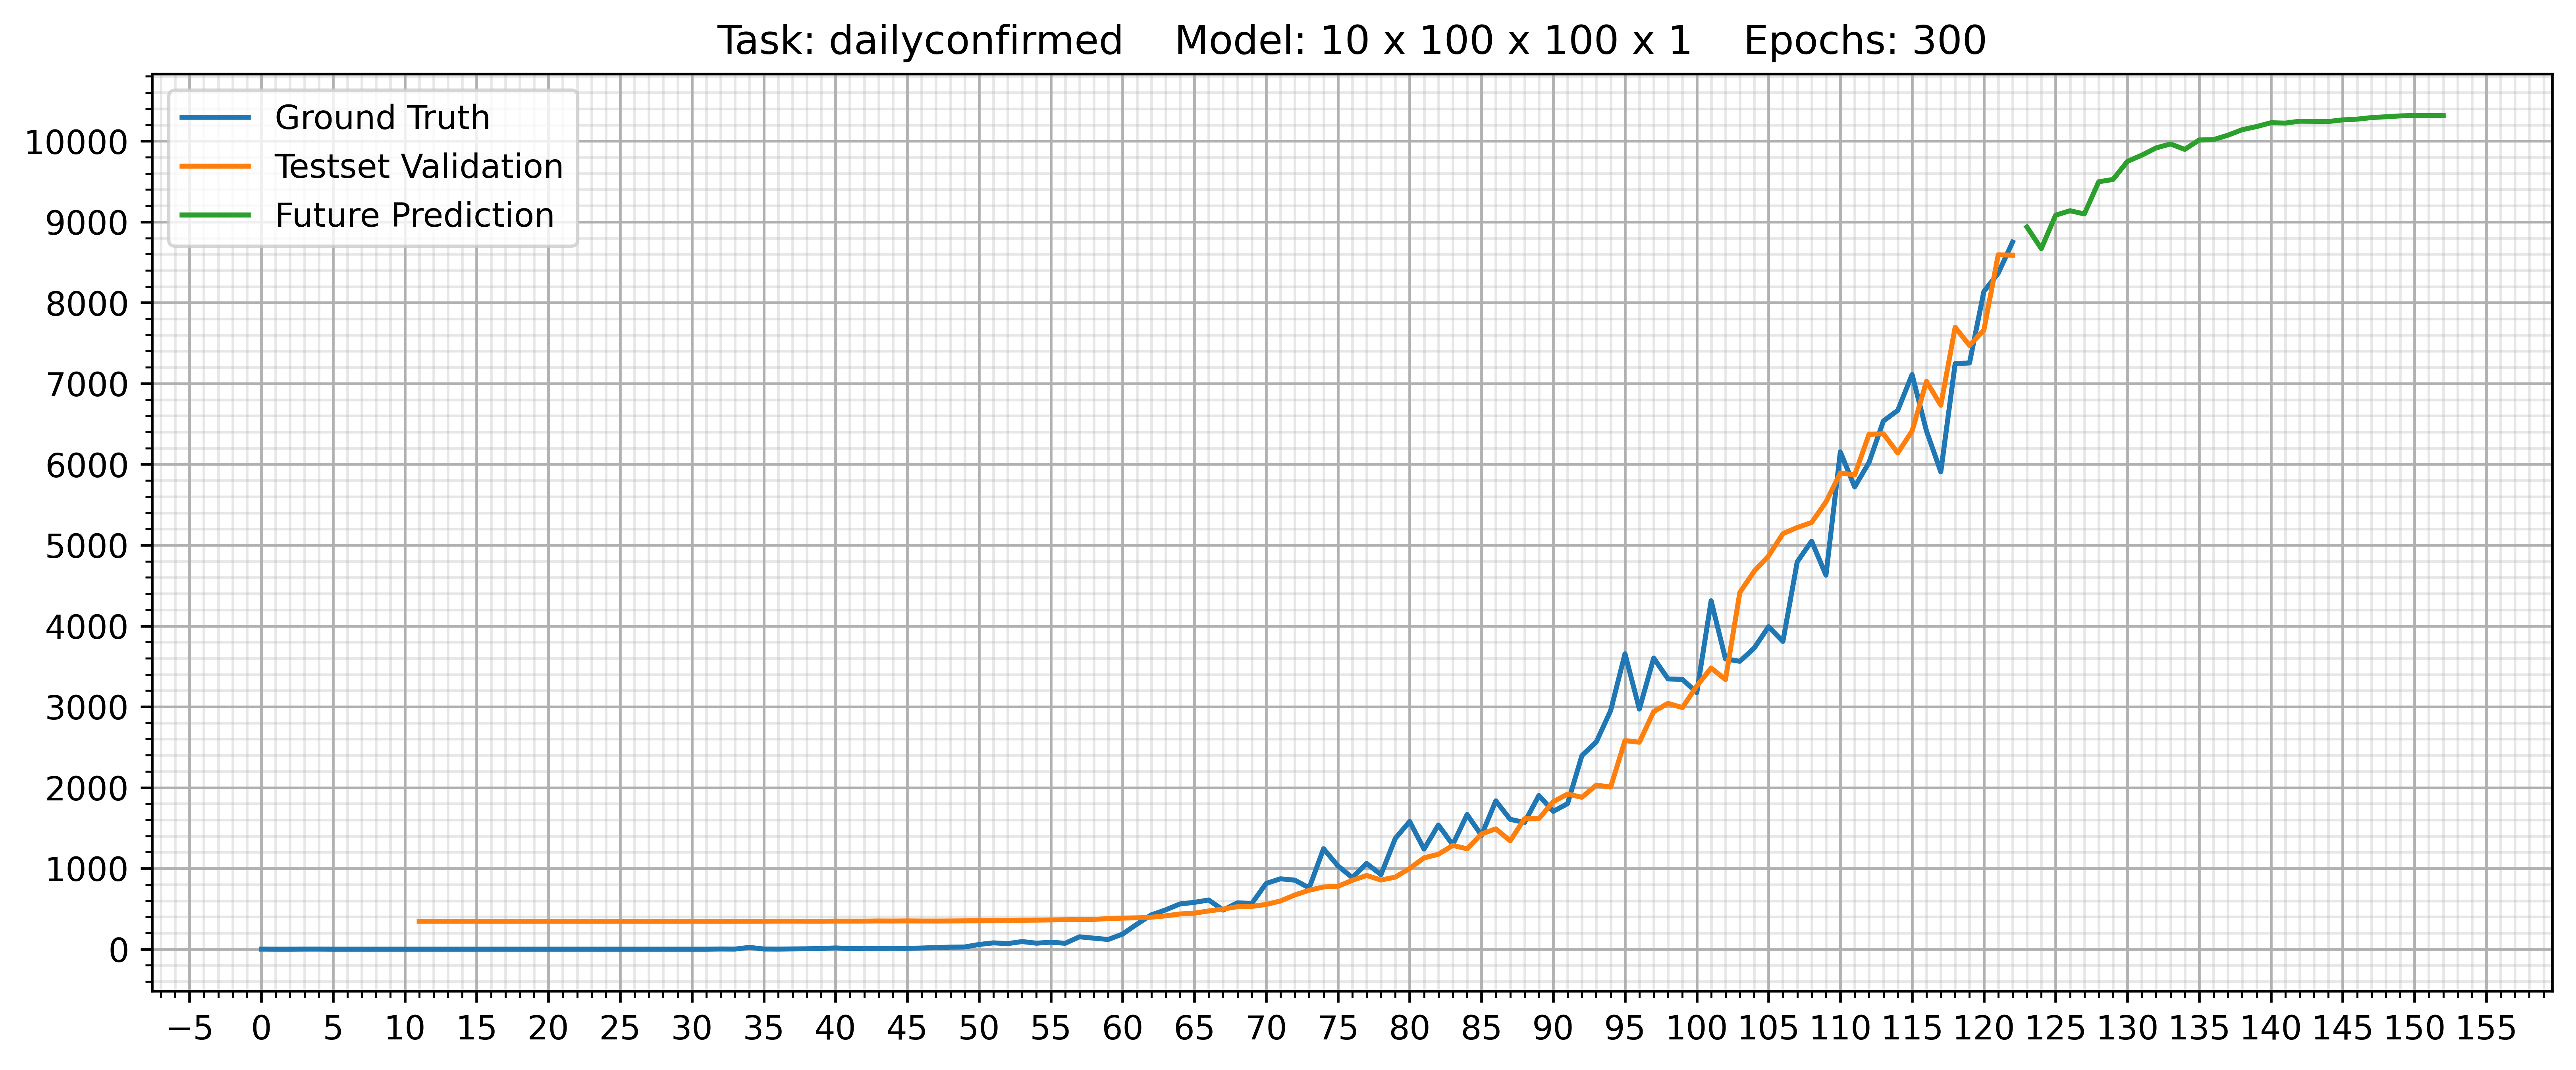 Task: dailyconfirmed    Model: 10 x 100 x 100 x 1    Epochs: 300
Ground Truth
Testset Validation
Future Prediction
10000
9000
8000
7000
6000
5000
4000
3000
2000
1000
0
−5 0 5 10 15 20 25 30 35 40 45 50 55 60 65 70 75 80 85 90 95 100 105 110 115 120 125 130 135 140 145 150 155